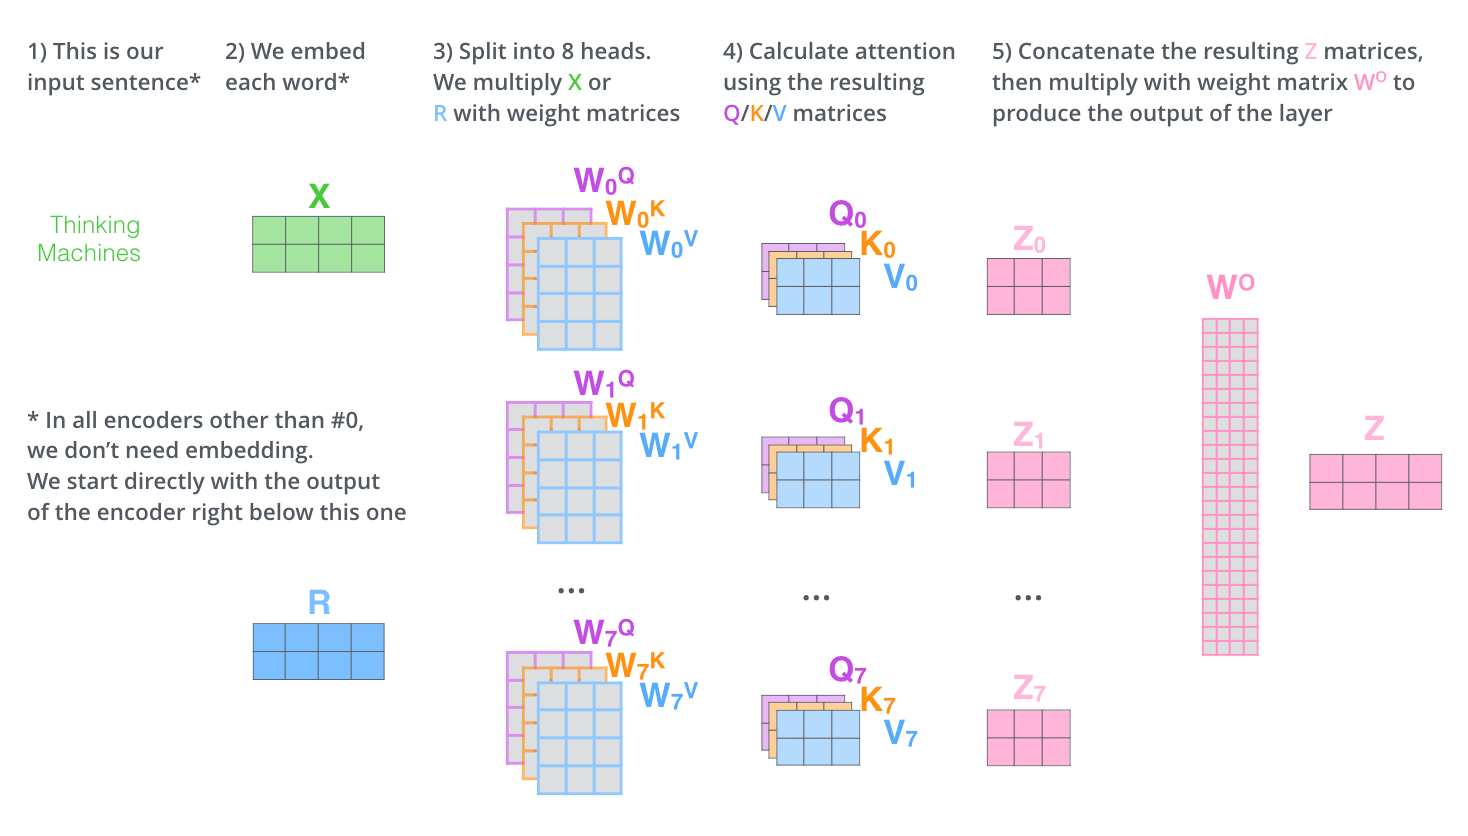 1) This is our
input sentence*
2) We embed
each word*
3) Split into 8 heads.
We multiply X or
R with weight matrices
4) Calculate attention
using the resulting
Q/K/V matrices
5) Concatenate the resulting Z matrices,
then multiply with weight matrix Wᴼ to
produce the output of the layer
Thinking
Machines
X
W₀Q
W₀K
W₀V
Q₀
K₀
V₀
Z₀
* In all encoders other than #0,
we don’t need embedding.
We start directly with the output
of the encoder right below this one
W₁Q
W₁K
W₁V
Q₁
K₁
V₁
Z₁
...
...
...
R
W₇Q
W₇K
W₇V
Q₇
K₇
V₇
Z₇
Wᴼ
Z